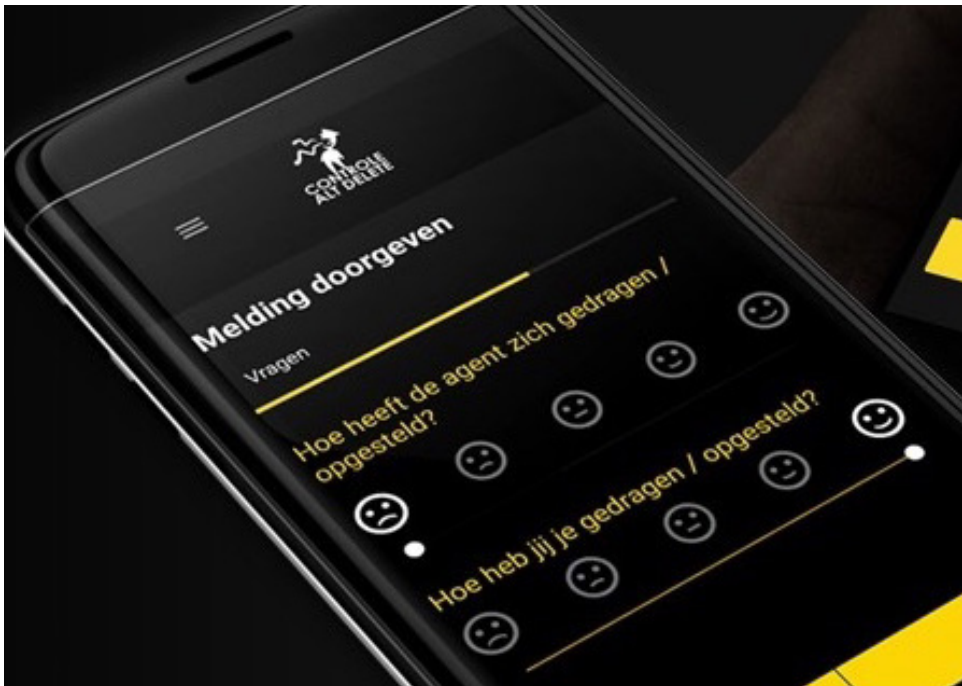 CONTROLE
ALT DELETE
Melding doorgeven
Vragen
Hoe heeft de agent zich gedragen /
opgesteld?
Hoe heb jij je gedragen / opgesteld?